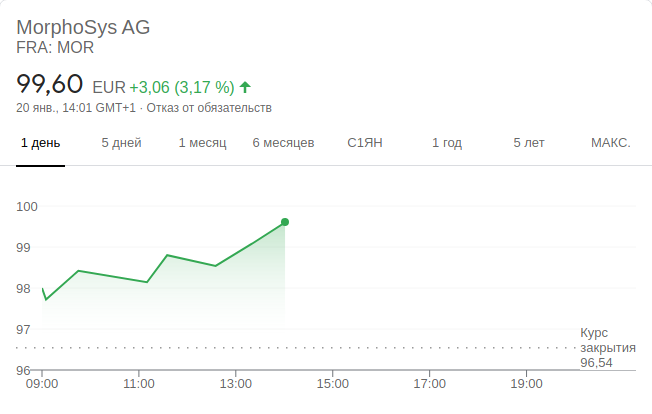 MorphoSys AG
FRA: MOR
99,60 EUR +3,06 (3,17 %)
20 янв., 14:01 GMT+1 · Отказ от обязательств
1 день 5 дней 1 месяц 6 месяцев С1ЯН 1 год 5 лет МАКС.
100
99
98
97
96
Курс
закрытия
96,54
09:00 11:00 13:00 15:00 17:00 19:00